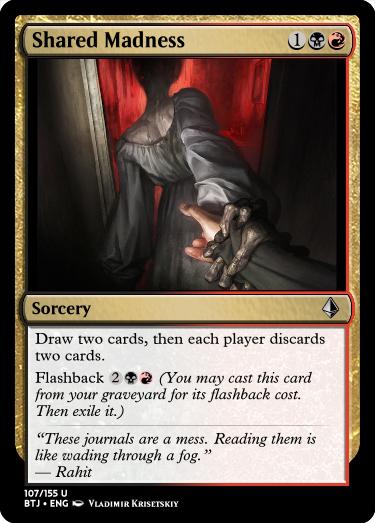 Shared Madness 1
Sorcery
Draw two cards, then each player discards
two cards.
Flashback 2 (You may cast this card
from your graveyard for its flashback cost.
Then exile it.)
“These journals are a mess. Reading them is
like wading through a fog.”
— Rahit
107/155 U
BTJ • ENG Vladimir Krisetskiy